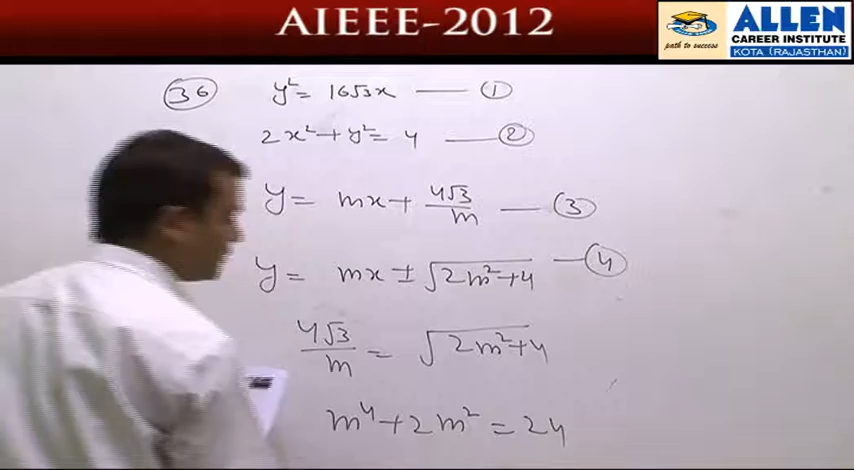 AIEEE-2012
ALLEN
CAREER INSTITUTE
path to success
KOTA (RAJASTHAN)
36 y² = 16√3x —— 1
2x² + y² = 4 —— 2
y = mx + 4√3/m —— 3
y = mx ± √(2m²+4) —— 4
4√3/m = √(2m²+4)
m⁴ + 2m² = 24